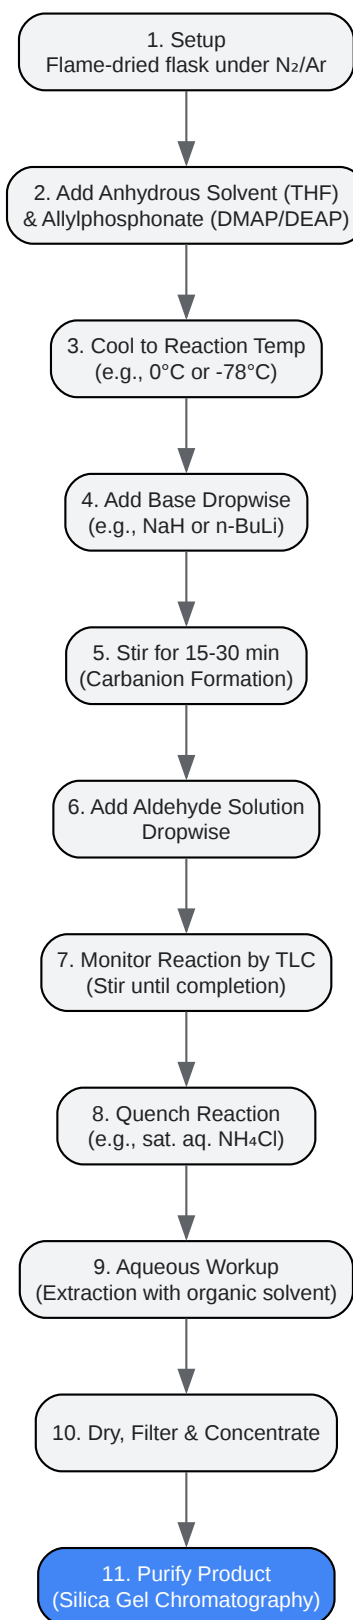 1. Setup
Flame-dried flask under N₂/Ar
2. Add Anhydrous Solvent (THF)
& Allylphosphonate (DMAP/DEAP)
3. Cool to Reaction Temp
(e.g., 0°C or -78°C)
4. Add Base Dropwise
(e.g., NaH or n-BuLi)
5. Stir for 15-30 min
(Carbanion Formation)
6. Add Aldehyde Solution
Dropwise
7. Monitor Reaction by TLC
(Stir until completion)
8. Quench Reaction
(e.g., sat. aq. NH₄Cl)
9. Aqueous Workup
(Extraction with organic solvent)
10. Dry, Filter & Concentrate
11. Purify Product
(Silica Gel Chromatography)